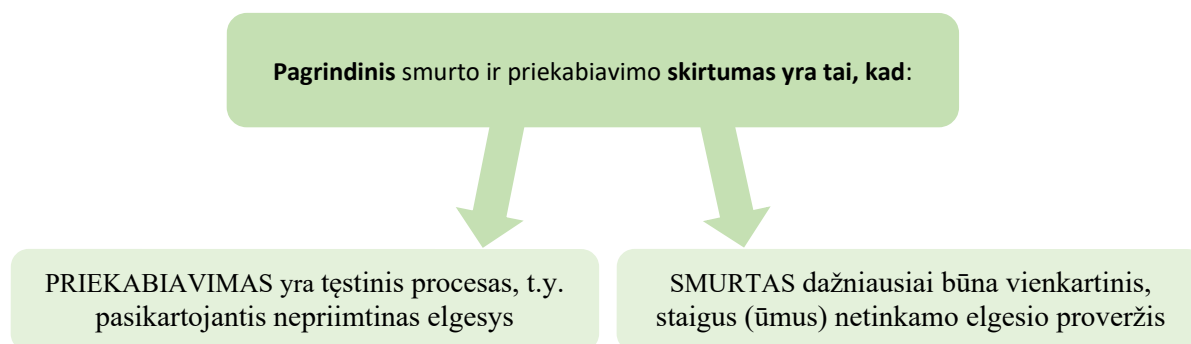 Pagrindinis smurto ir priekabiavimo skirtumas yra tai, kad:
PRIEKABIAVIMAS yra tęstinis procesas, t.y.
pasikartojantis nepriimtinas elgesys
SMURTAS dažniausiai būna vienkartinis,
staigus (ūmus) netinkamo elgesio proveržis